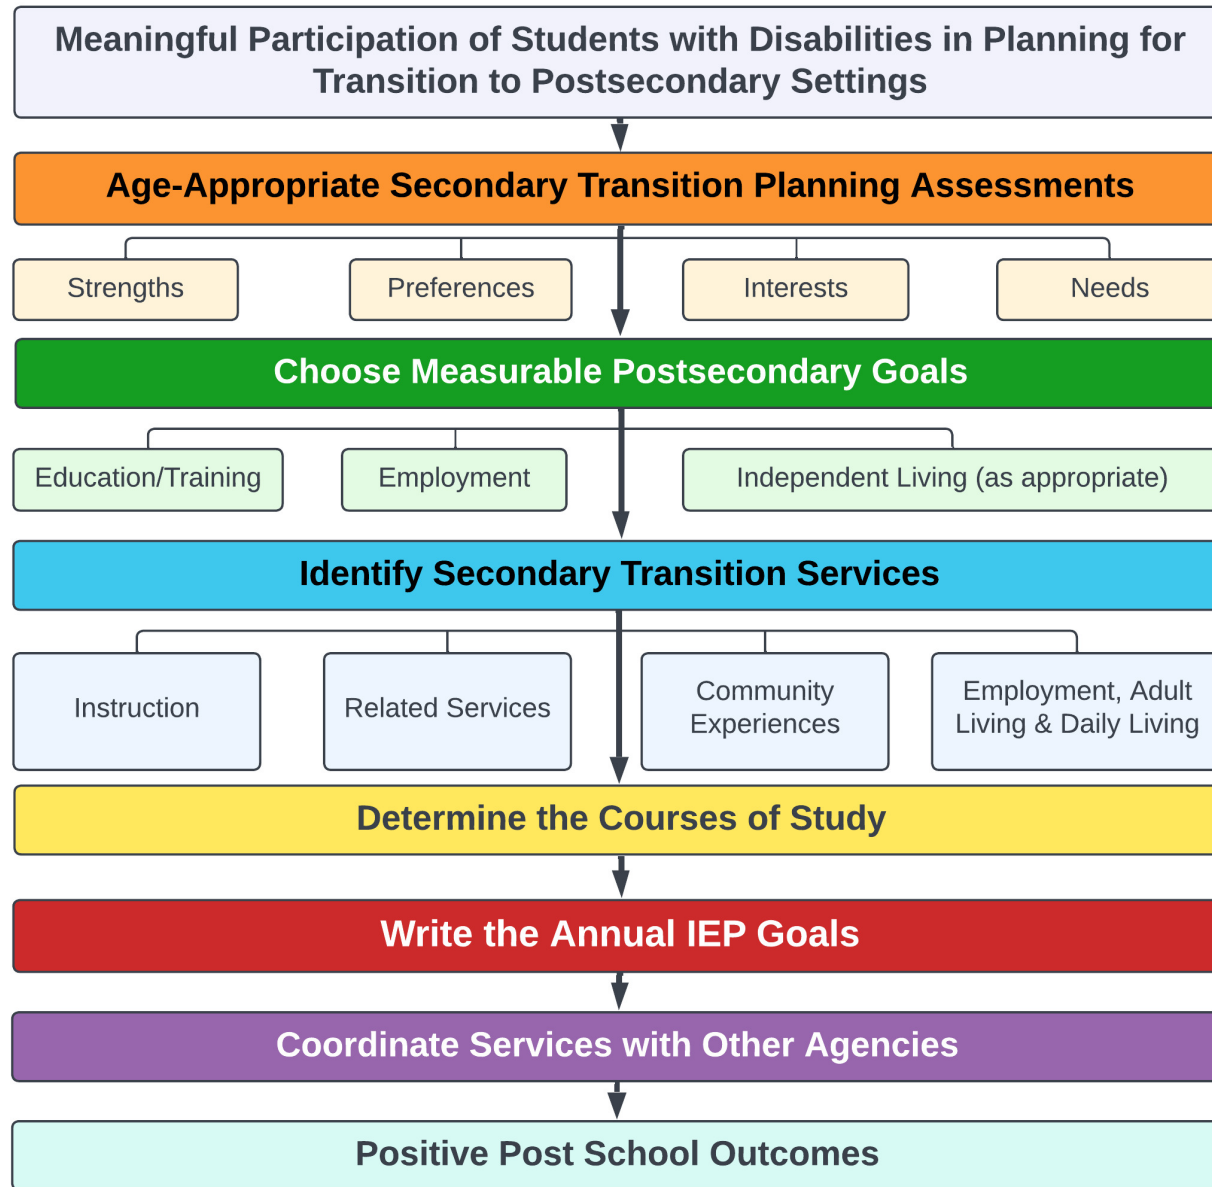 Meaningful Participation of Students with Disabilities in Planning for
Transition to Postsecondary Settings
Age-Appropriate Secondary Transition Planning Assessments
Strengths
Preferences
Interests
Needs
Choose Measurable Postsecondary Goals
Education/Training
Employment
Independent Living (as appropriate)
Identify Secondary Transition Services
Instruction
Related Services
Community
Experiences
Employment, Adult
Living & Daily Living
Determine the Courses of Study
Write the Annual IEP Goals
Coordinate Services with Other Agencies
Positive Post School Outcomes